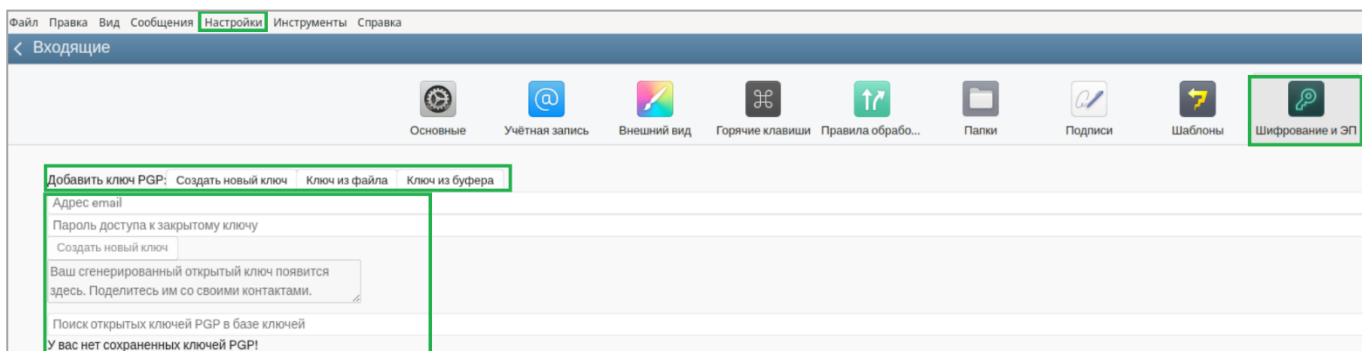 Файл Правка Вид Сообщения Настройки Инструменты Справка
Входящие
Основные Учётная запись Внешний вид Горячие клавиши Правила обрабо... Папки Подписи Шаблоны Шифрование и ЭП
Добавить ключ PGP: Создать новый ключ Ключ из файла Ключ из буфера
Адрес email
Пароль доступа к закрытому ключу
Создать новый ключ
Ваш сгенерированный открытый ключ появится
здесь. Поделитесь им со своими контактами.
Поиск открытых ключей PGP в базе ключей
У вас нет сохраненных ключей PGP!